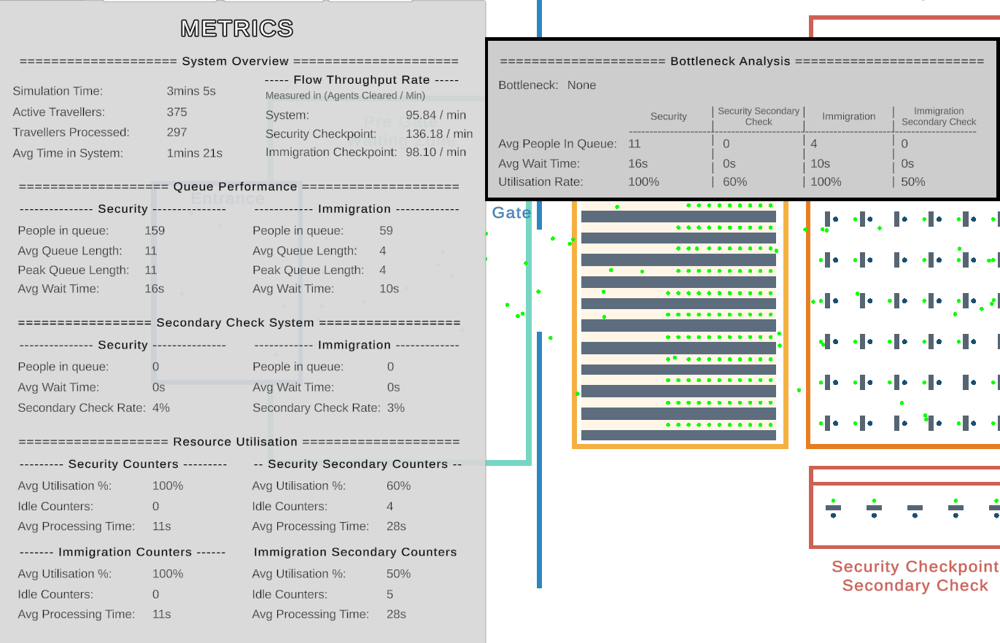 METRICS
==================== System Overview =====================
Simulation Time: 3mins 5s
Active Travellers: 375
Travellers Processed: 297
Avg Time in System: 1mins 21s
----- Flow Throughput Rate -----
Measured in (Agents Cleared / Min)
System: 95.84 / min
Security Checkpoint: 136.18 / min
Immigration Checkpoint: 98.10 / min
Pre Gate
Waiting Zone
=================== Queue Performance ====================
Entrance
------------ Security ------------
People in queue: 159
Avg Queue Length: 11
Peak Queue Length: 11
Avg Wait Time: 16s
---------- Immigration ------------
People in queue: 59
Avg Queue Length: 4
Peak Queue Length: 4
Avg Wait Time: 10s
================= Secondary Check System ==================
------------ Security ------------
People in queue: 0
Avg Wait Time: 0s
Secondary Check Rate: 4%
---------- Immigration ------------
People in queue: 0
Avg Wait Time: 0s
Secondary Check Rate: 3%
=================== Resource Utilisation ====================
--------- Security Counters ---------
Avg Utilisation %: 100%
Idle Counters: 0
Avg Processing Time: 11s
-- Security Secondary Counters --
Avg Utilisation %: 60%
Idle Counters: 4
Avg Processing Time: 28s
------- Immigration Counters ------
Avg Utilisation %: 100%
Idle Counters: 0
Avg Processing Time: 11s
Immigration Secondary Counters
Avg Utilisation %: 50%
Idle Counters: 5
Avg Processing Time: 28s
===================== Bottleneck Analysis ========================
Bottleneck: None
Security | Security Secondary Check | Immigration | Immigration Secondary Check
Avg People In Queue: 11 | 0 | 4 | 0
Avg Wait Time: 16s | 0s | 10s | 0s
Utilisation Rate: 100% | 60% | 100% | 50%
Gate
Security Checkpoint
Secondary Check